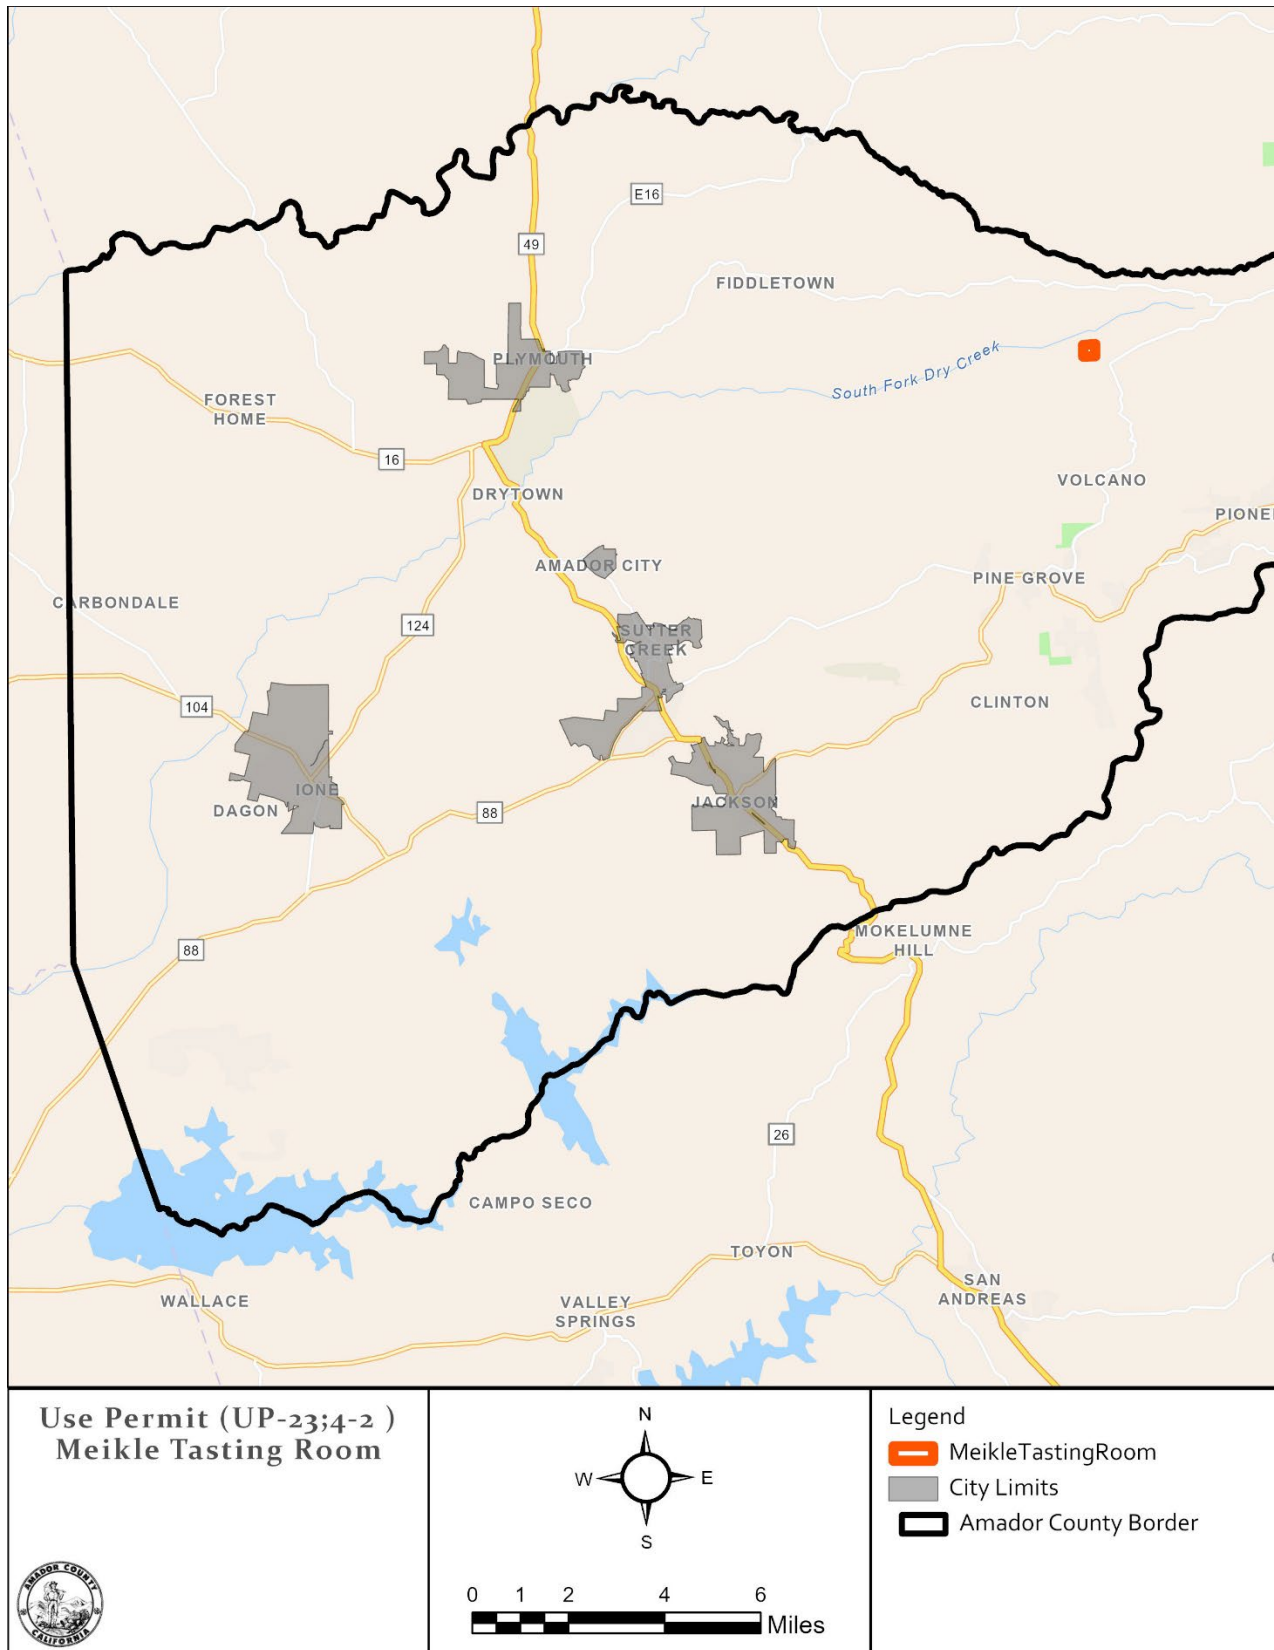 E16
49
FIDDLETOWN
PLYMOUTH
South Fork Dry Creek
FOREST
HOME
16
DRYTOWN
VOLCANO
PIONE
AMADOR CITY
PINE GROVE
CARBONDALE
124
SUTTER
CREEK
CLINTON
104
IONE
DAGON
JACKSON
88
MOKELUMNE
HILL
88
26
CAMPO SECO
TOYON
SAN
ANDREAS
WALLACE
VALLEY
SPRINGS
Use Permit (UP-23;4-2 )
Meikle Tasting Room
AMADOR COUNTY
CALIFORNIA
N
W E
S
0 1 2 4 6
Miles
Legend
MeikleTastingRoom
City Limits
Amador County Border